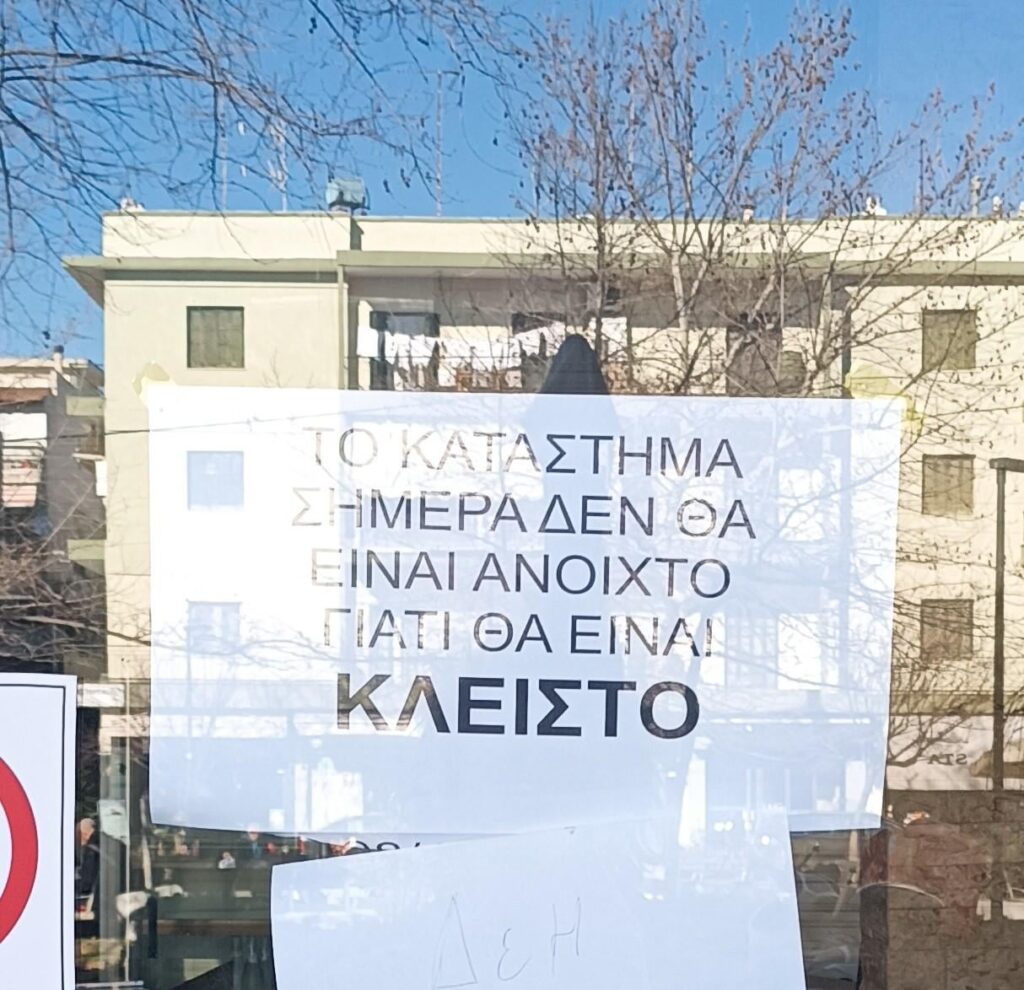 ΤΟ ΚΑΤΑΣΤΗΜΑ
ΣΗΜΕΡΑ ΔΕΝ ΘΑ
ΕΙΝΑΙ ΑΝΟΙΧΤΟ
ΓΙΑΤΙ ΘΑ ΕΙΝΑΙ
ΚΛΕΙΣΤΟ
ΔεΗ